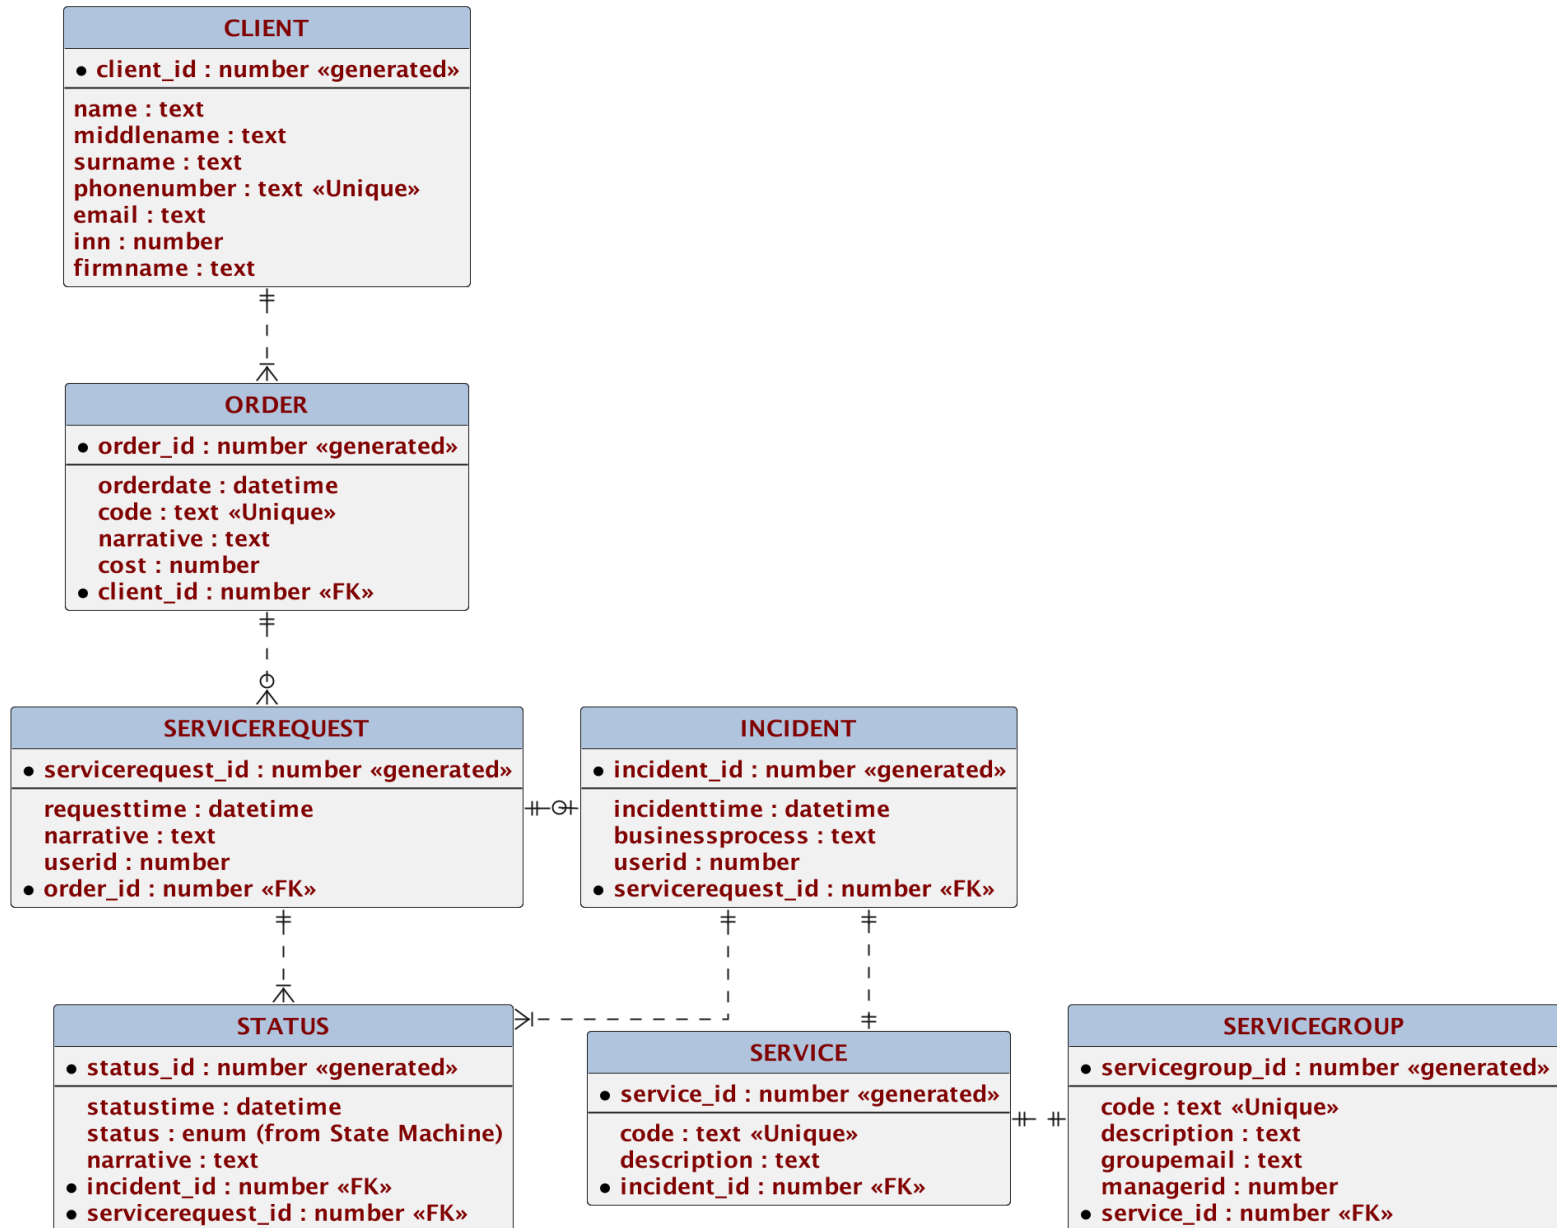 CLIENT
client_id : number «generated»
name : text
middlename : text
surname : text
phonenumber : text «Unique»
email : text
inn : number
firmname : text
ORDER
order_id : number «generated»
orderdate : datetime
code : text «Unique»
narrative : text
cost : number
client_id : number «FK»
SERVICEREQUEST
servicerequest_id : number «generated»
requesttime : datetime
narrative : text
userid : number
order_id : number «FK»
INCIDENT
incident_id : number «generated»
incidenttime : datetime
businessprocess : text
userid : number
servicerequest_id : number «FK»
STATUS
status_id : number «generated»
statustime : datetime
status : enum (from State Machine)
narrative : text
incident_id : number «FK»
servicerequest_id : number «FK»
SERVICE
service_id : number «generated»
code : text «Unique»
description : text
incident_id : number «FK»
SERVICEGROUP
servicegroup_id : number «generated»
code : text «Unique»
description : text
groupemail : text
managerid : number
service_id : number «FK»